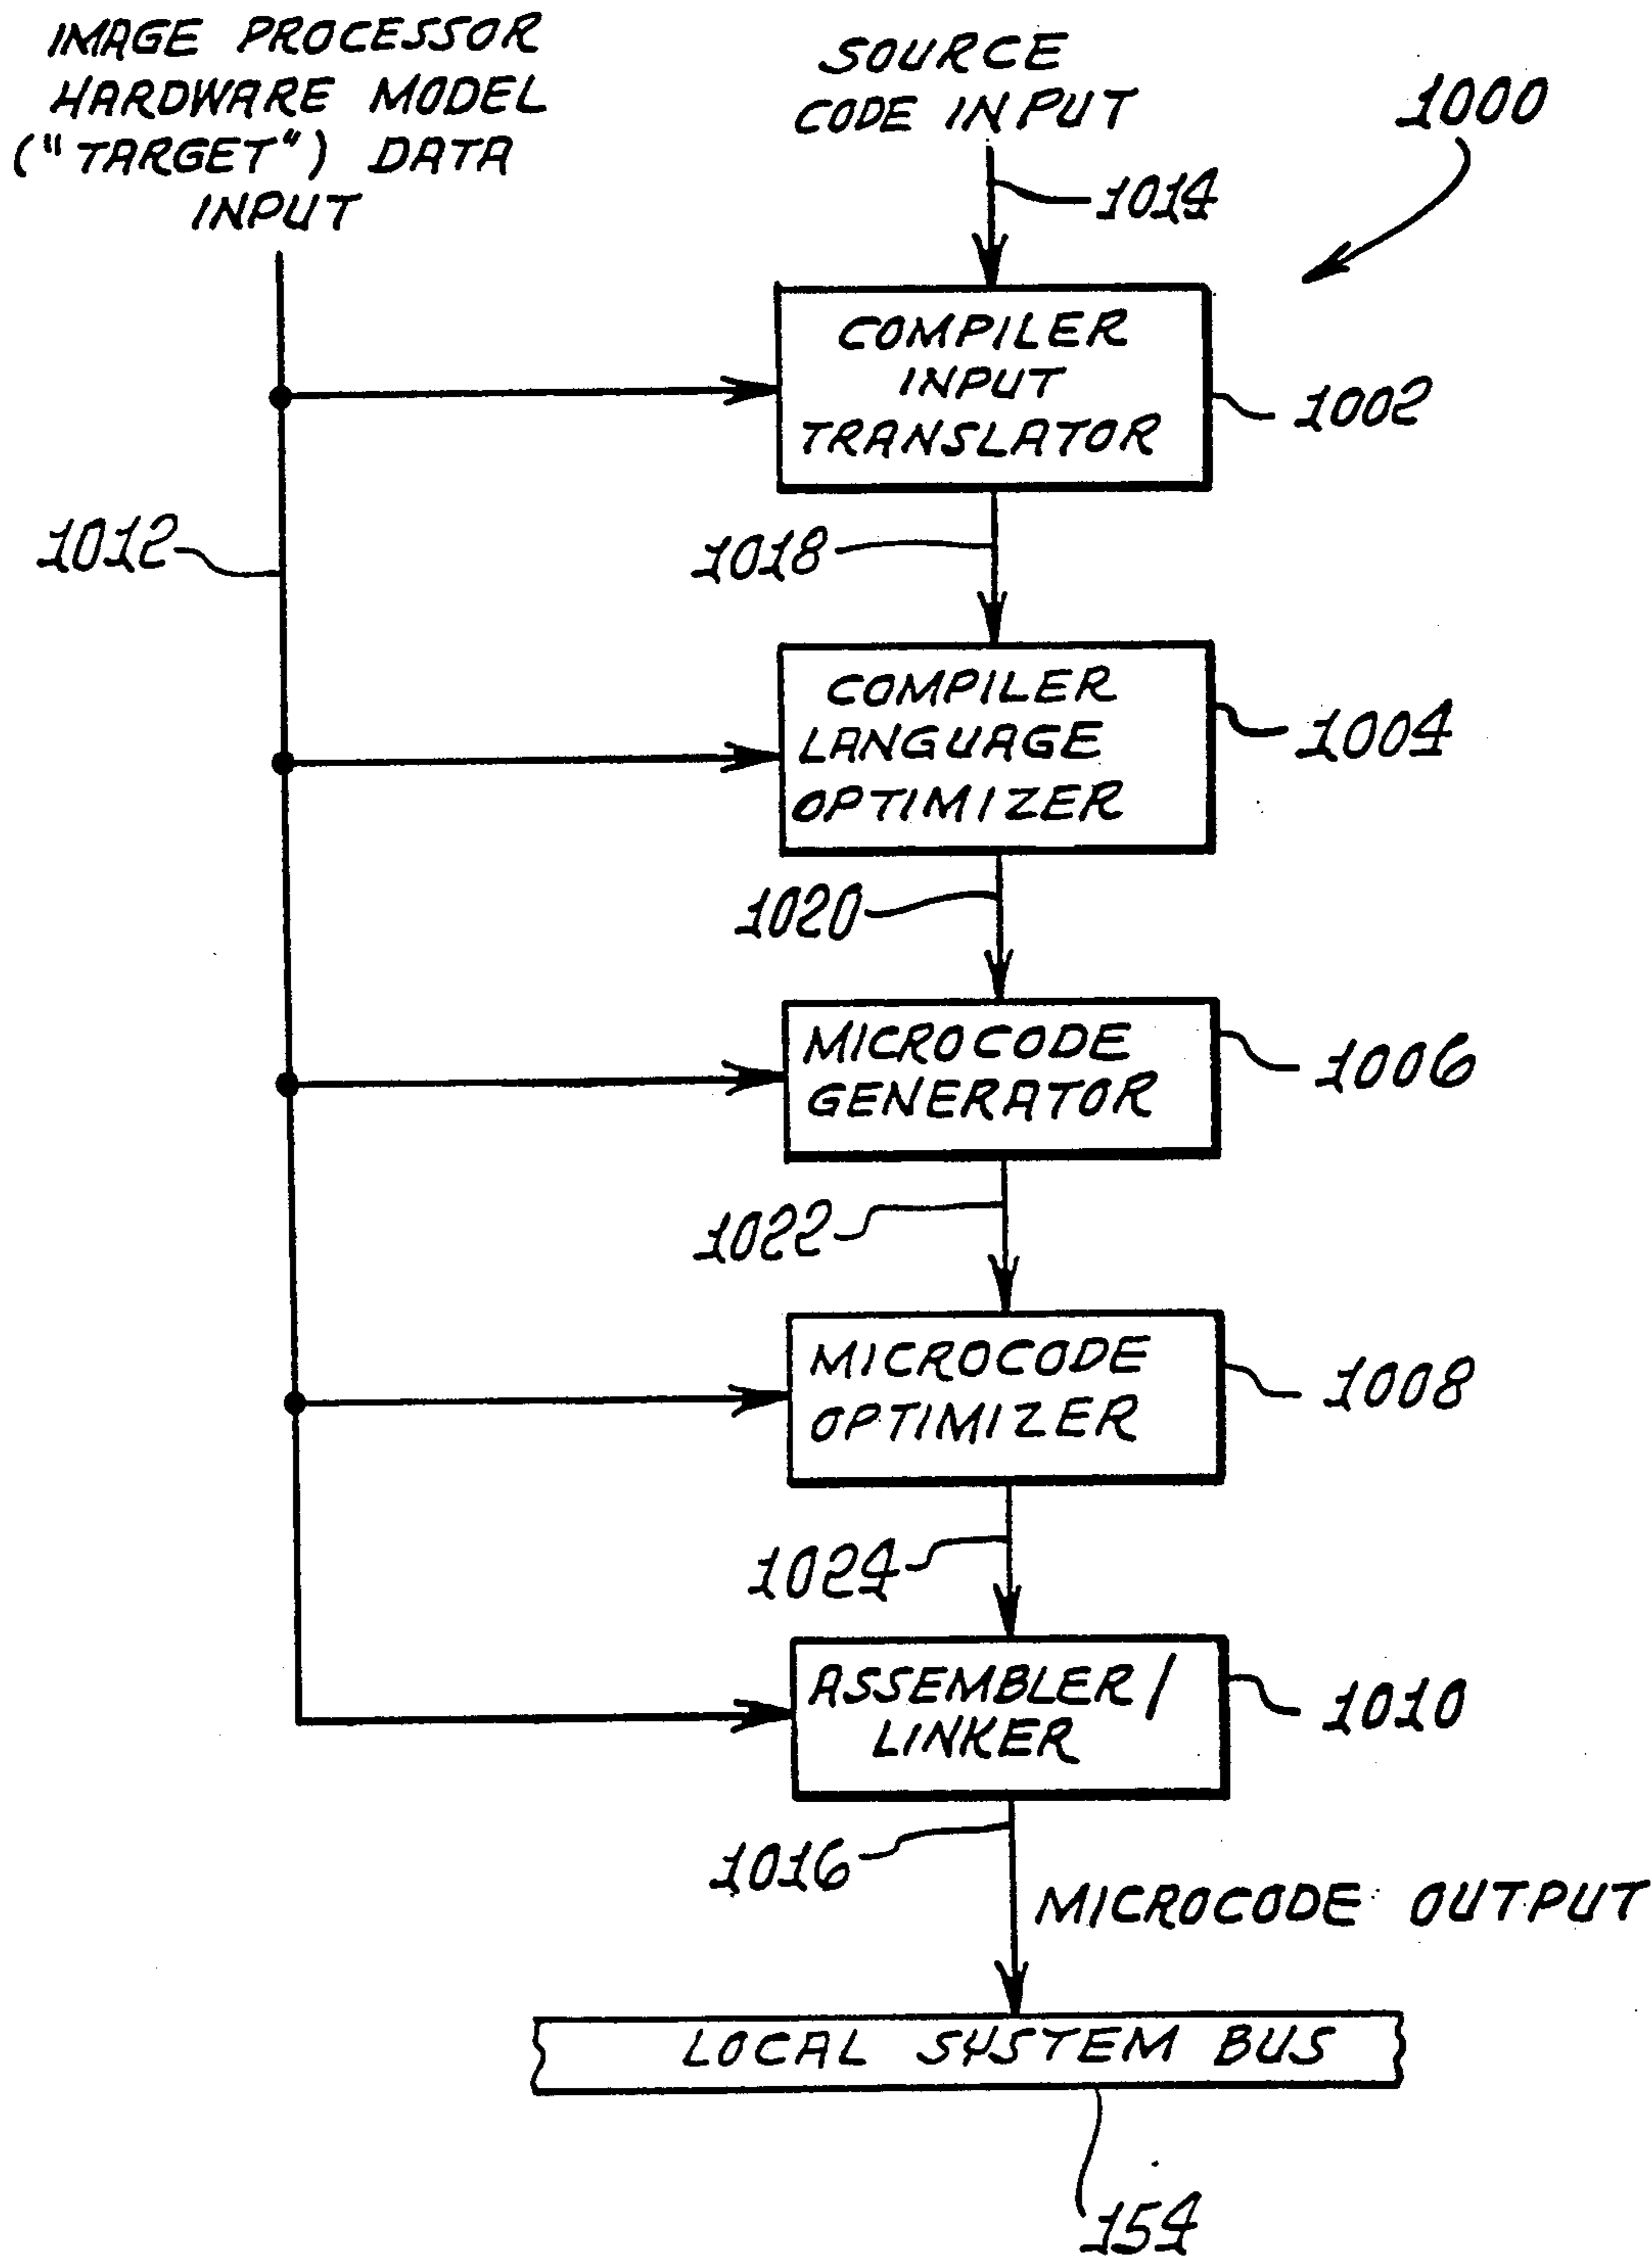 IMAGE PROCESSOR
HARDWARE MODEL
("TARGET") DATA
INPUT
SOURCE
CODE INPUT
1000
1014
COMPILER
INPUT
TRANSLATOR
1002
1012
1018
COMPILER
LANGUAGE
OPTIMIZER
1004
1020
MICROCODE
GENERATOR
1006
1022
MICROCODE
OPTIMIZER
1008
1024
ASSEMBLER/
LINKER
1010
1016
MICROCODE OUTPUT
LOCAL SYSTEM BUS
154